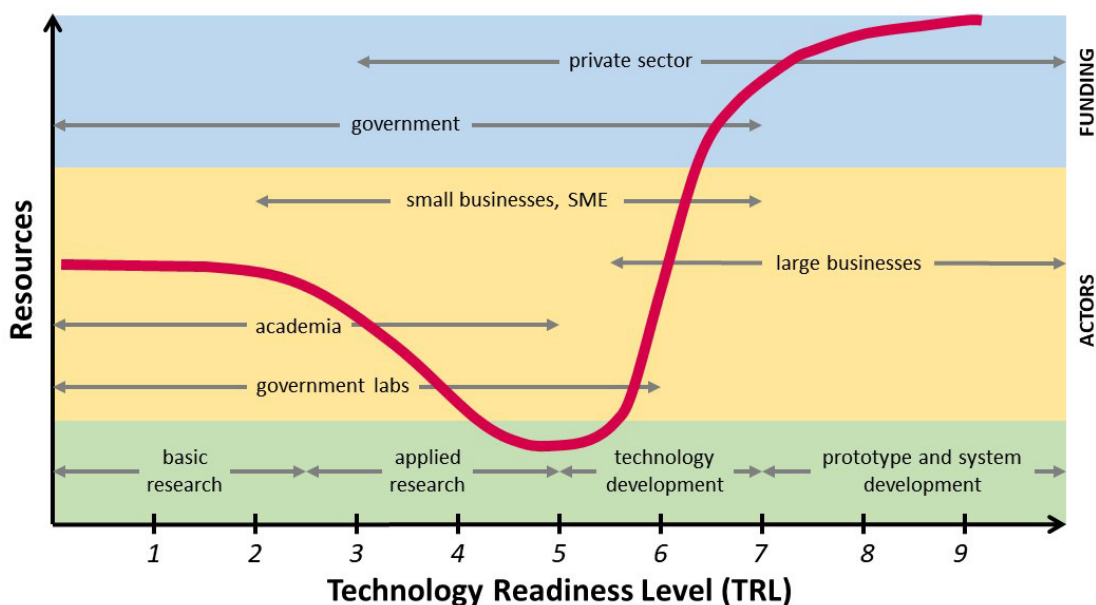 private sector
government
FUNDING
small businesses, SME
large businesses
academia
government labs
ACTORS
Resources
basic
research
applied
research
technology
development
prototype and system
development
1 2 3 4 5 6 7 8 9
Technology Readiness Level (TRL)